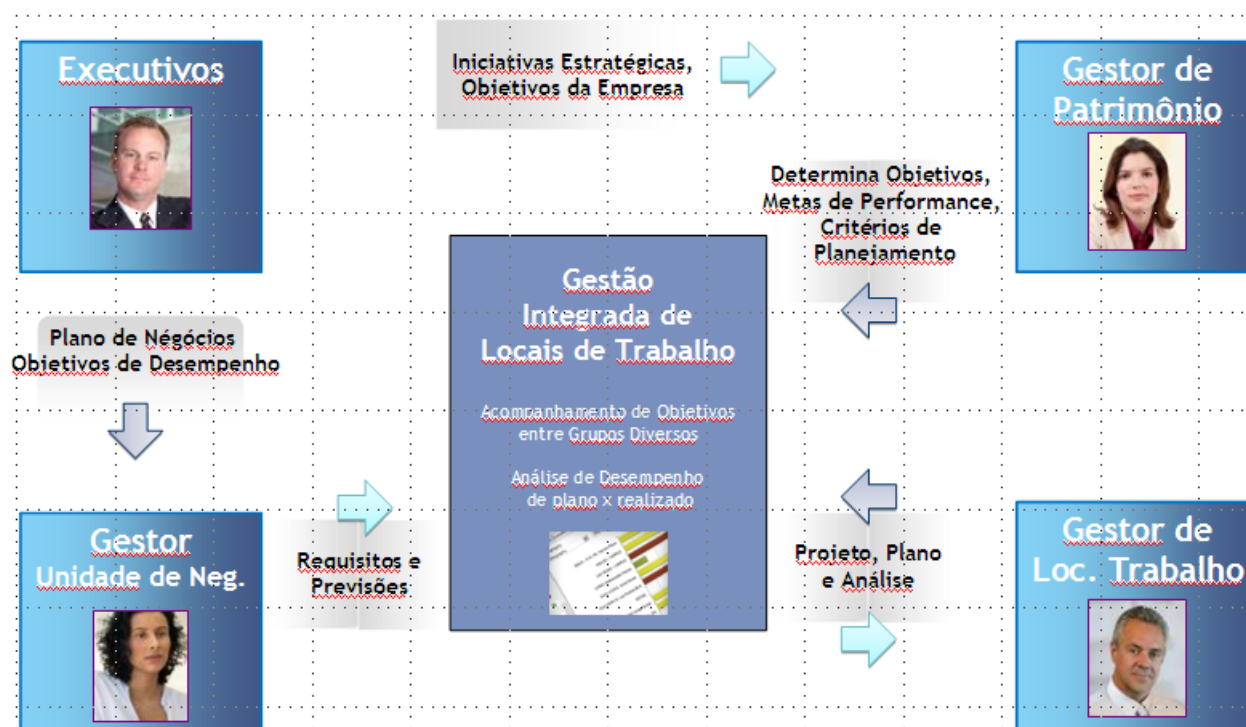 Executivos
Iniciativas Estratégicas,
Objetivos da Empresa
Gestor de
Patrimônio
Determina Objetivos,
Metas de Performance,
Critérios de
Planejamento
Gestão
Integrada de
Locais de Trabalho
Acompanhamento de Objetivos
entre Grupos Diversos
Análise de Desempenho
de plano x realizado
Plano de Négócios
Objetivos de Desempenho
Gestor
Unidade de Neg.
Requisitos e
Previsões
Projeto, Plano
e Análise
Gestor de
Loc. Trabalho